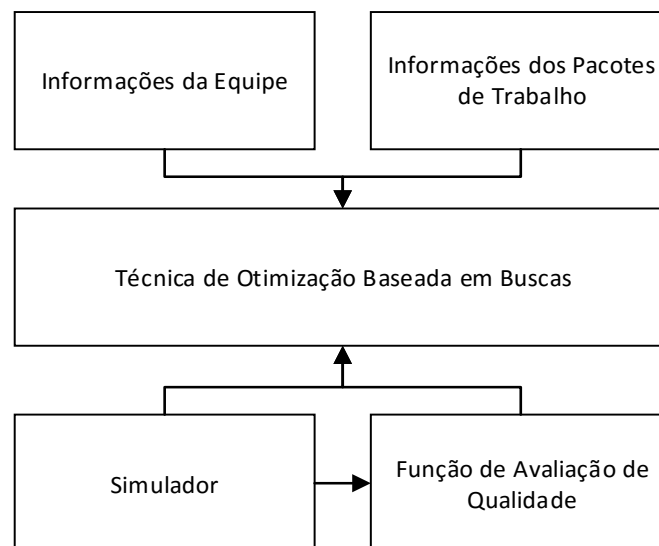 Informações da Equipe
Informações dos Pacotes
de Trabalho
Técnica de Otimização Baseada em Buscas
Simulador
Função de Avaliação de
Qualidade